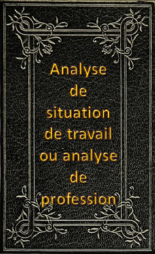 Analyse
de
situation
de travail
ou analyse
de
profession